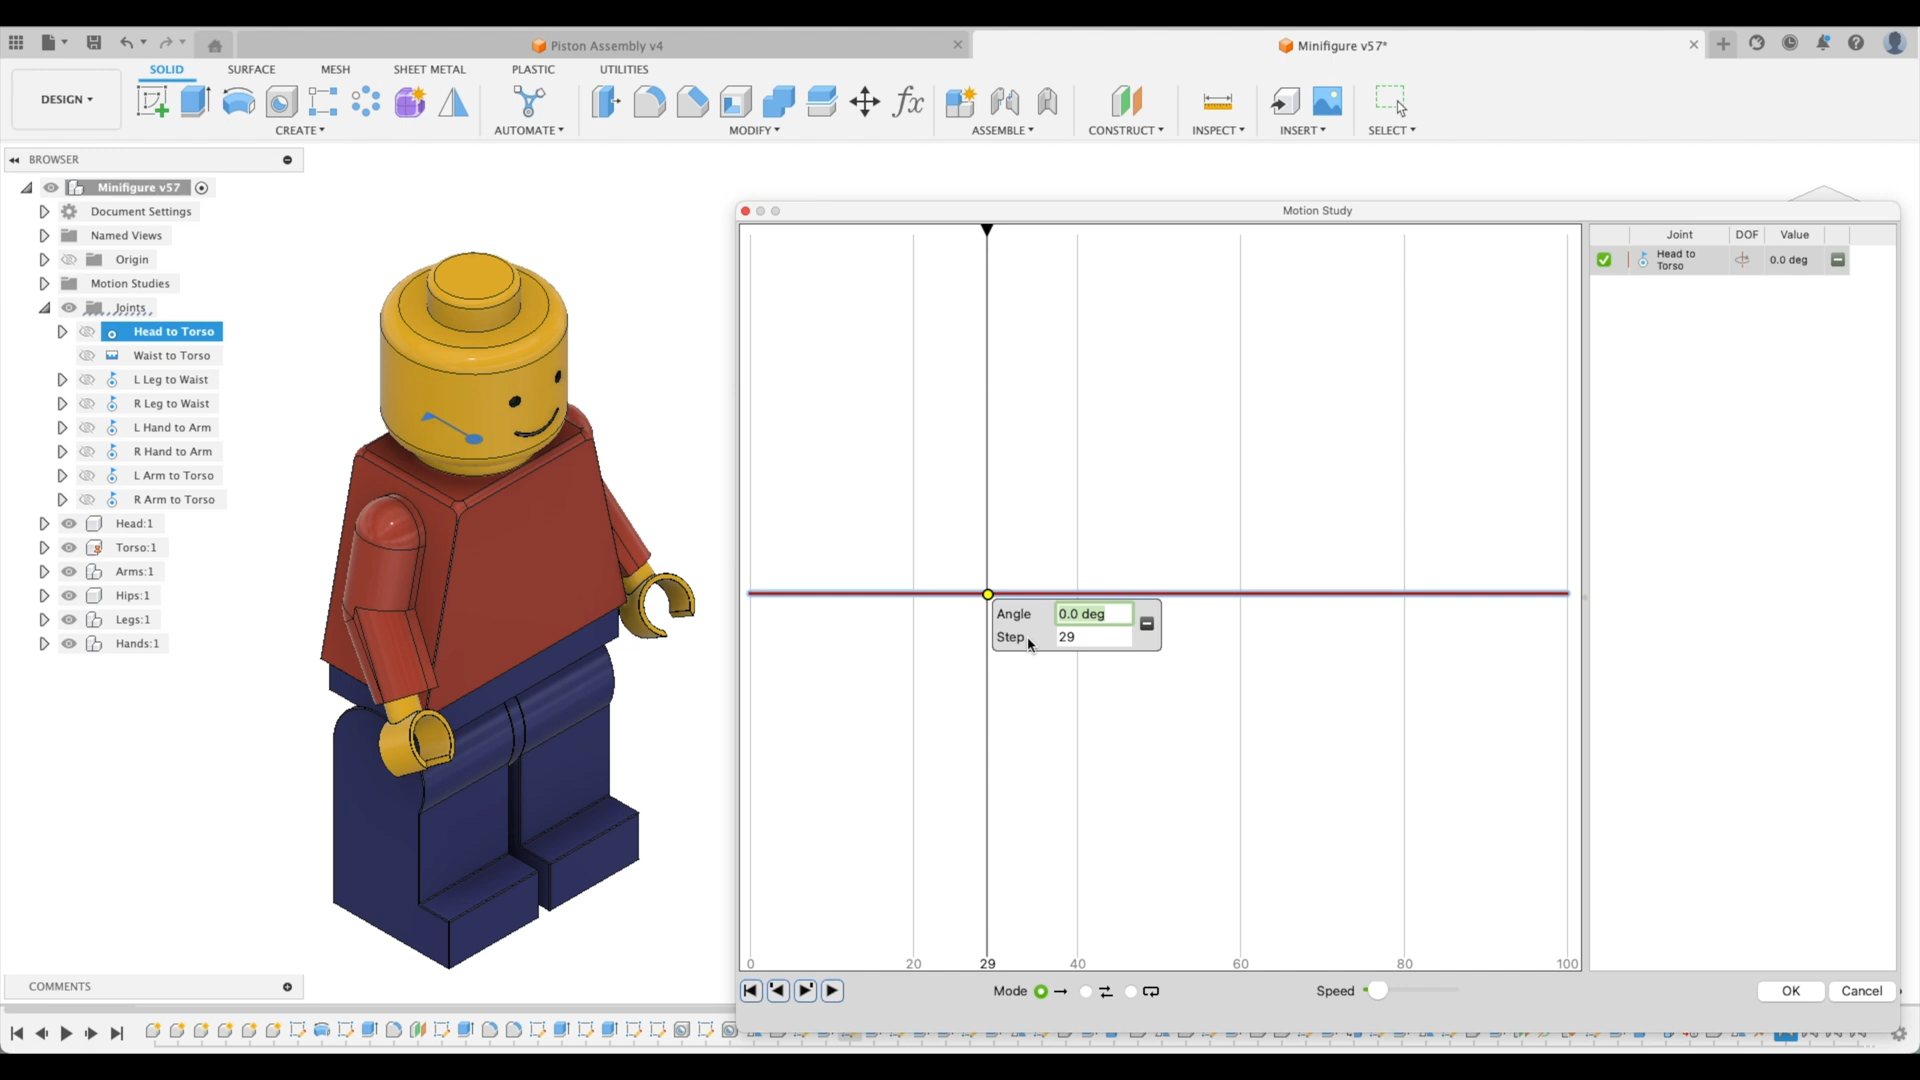 Piston Assembly v4
Minifigure v57*
DESIGN
SOLID
SURFACE
MESH
SHEET METAL
PLASTIC
UTILITIES
CREATE
AUTOMATE
MODIFY
ASSEMBLE
CONSTRUCT
INSPECT
INSERT
SELECT
fx
BROWSER
Minifigure v57
Document Settings
Named Views
Origin
Motion Studies
Joints
Head to Torso
Waist to Torso
L Leg to Waist
R Leg to Waist
L Hand to Arm
R Hand to Arm
L Arm to Torso
R Arm to Torso
Head:1
Torso:1
Arms:1
Hips:1
Legs:1
Hands:1
COMMENTS
Motion Study
Joint DOF Value
Head to
Torso
0.0 deg
Angle 0.0 deg
Step 29
0 20 29 40 60 80 100
Mode
Speed
OK
Cancel